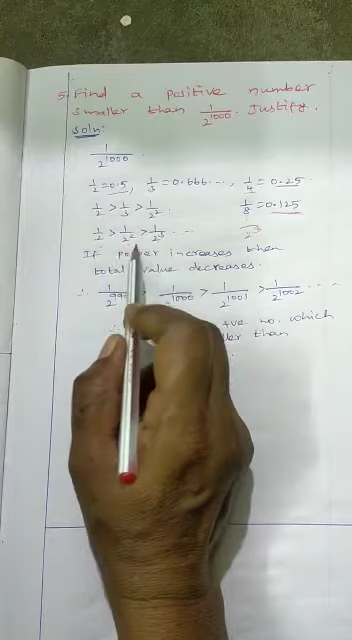 5. Find a positive number
smaller than 1/2^1000. Justify.
Soln:
1/2^1000.
1/2 = 0.5, 1/3 = 0.666..., 1/4 = 0.25
1/2 > 1/3 > 1/2^2. 1/8 = 0.125
1/2 > 1/2^2 > 1/2^3 ...
If power increases then
total value decreases.
∴ 1/2^99 1/2^1000 > 1/2^1001 > 1/2^1002 ....
+ve no. which
than